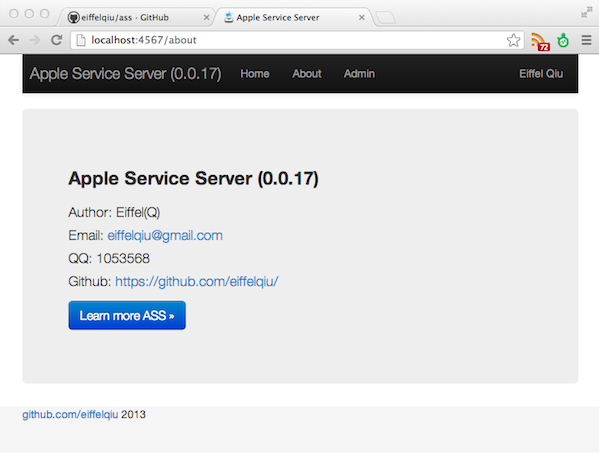 eiffelqiu/ass · GitHub
Apple Service Server
localhost:4567/about
72
Apple Service Server (0.0.17) Home About Admin Eiffel Qiu
Apple Service Server (0.0.17)
Author: Eiffel(Q)
Email: eiffelqiu@gmail.com
QQ: 1053568
Github: https://github.com/eiffelqiu/
Learn more ASS »
github.com/eiffelqiu 2013